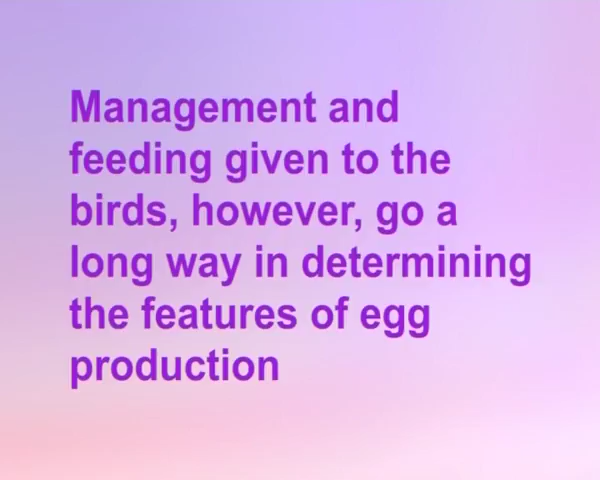 Management and
feeding given to the
birds, however, go a
long way in determining
the features of egg
production